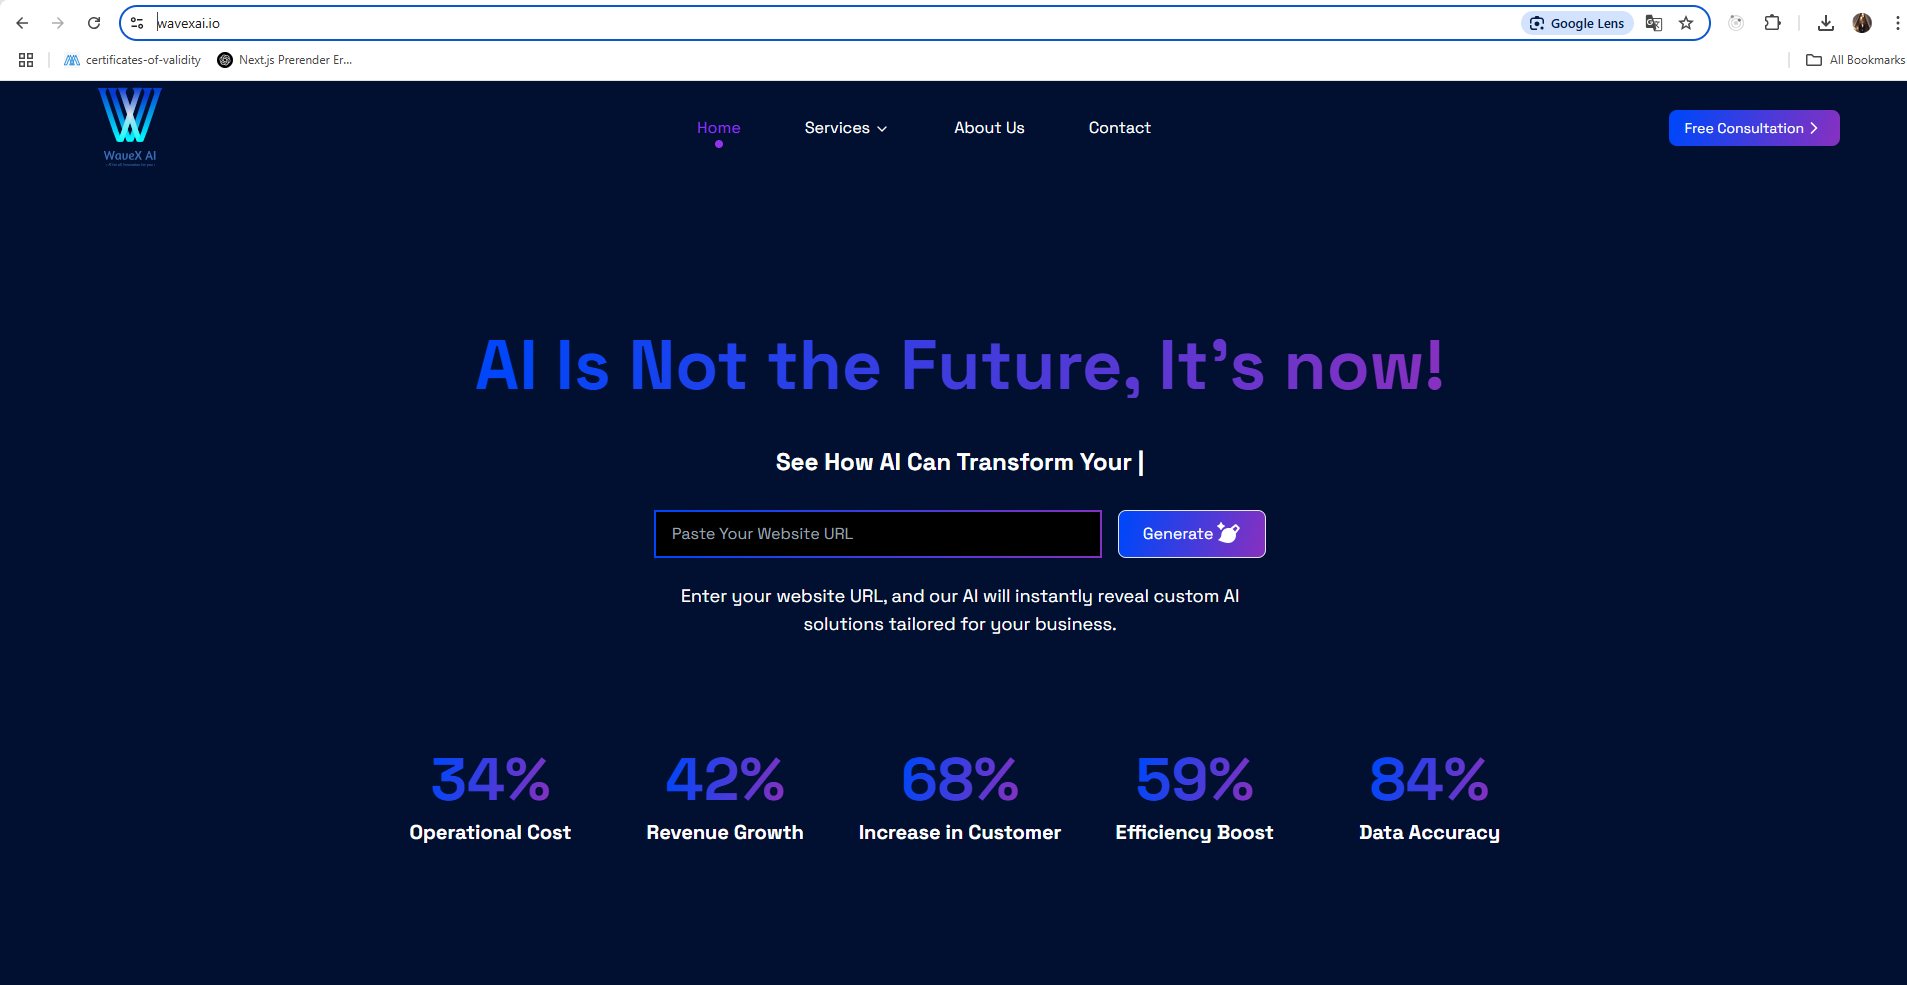 wavexai.io
Google Lens
certificates-of-validity
Next.js Prerender Er...
All Bookmarks
WaveX AI
Home
Services
About Us
Contact
Free Consultation
AI Is Not the Future, It's now!
See How AI Can Transform Your |
Paste Your Website URL
Generate
Enter your website URL, and our AI will instantly reveal custom AI
solutions tailored for your business.
34%
42%
68%
59%
84%
Operational Cost
Revenue Growth
Increase in Customer
Efficiency Boost
Data Accuracy